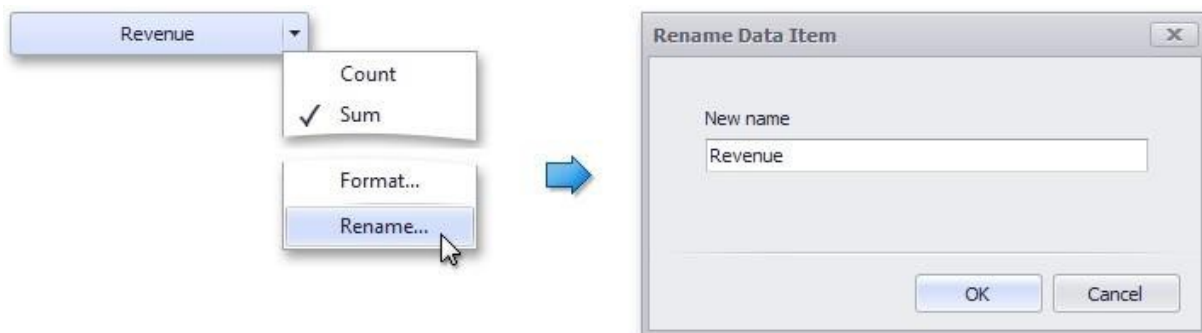 Revenue
Count
Sum
Format...
Rename...
Rename Data Item
New name
Revenue
OK
Cancel